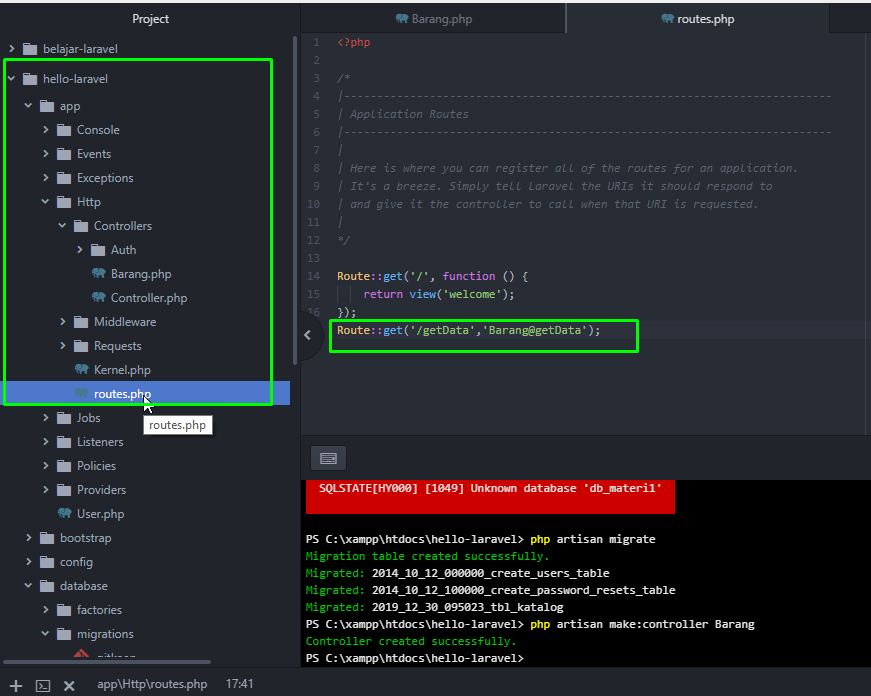 Project
belajar-laravel
hello-laravel
app
Console
Events
Exceptions
Http
Controllers
Auth
Barang.php
Controller.php
Middleware
Requests
Kernel.php
routes.php
routes.php
Jobs
Listeners
Policies
Providers
User.php
bootstrap
config
database
factories
migrations
.gitkeep
Barang.php
routes.php
1 <?php
2
3 /*
4 |--------------------------------------------------------------------------
5 | Application Routes
6 |--------------------------------------------------------------------------
7 |
8 | Here is where you can register all of the routes for an application.
9 | It's a breeze. Simply tell Laravel the URIs it should respond to
10 | and give it the controller to call when that URI is requested.
11 |
12 */
13
14 Route::get('/', function () {
15 return view('welcome');
16 });
Route::get('/getData','Barang@getData');
SQLSTATE[HY000] [1049] Unknown database 'db_materi1'
PS C:\xampp\htdocs\hello-laravel> php artisan migrate
Migration table created successfully.
Migrated: 2014_10_12_000000_create_users_table
Migrated: 2014_10_12_100000_create_password_resets_table
Migrated: 2019_12_30_095023_tbl_katalog
PS C:\xampp\htdocs\hello-laravel> php artisan make:controller Barang
Controller created successfully.
PS C:\xampp\htdocs\hello-laravel>
app\Http\routes.php 17:41